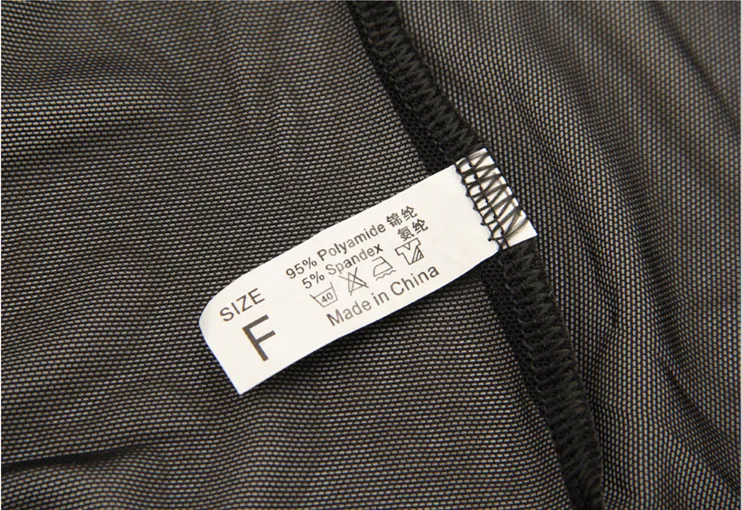 SIZE
F
95% Polyamide 锦纶
5% Spandex 氨纶
40
Made in China